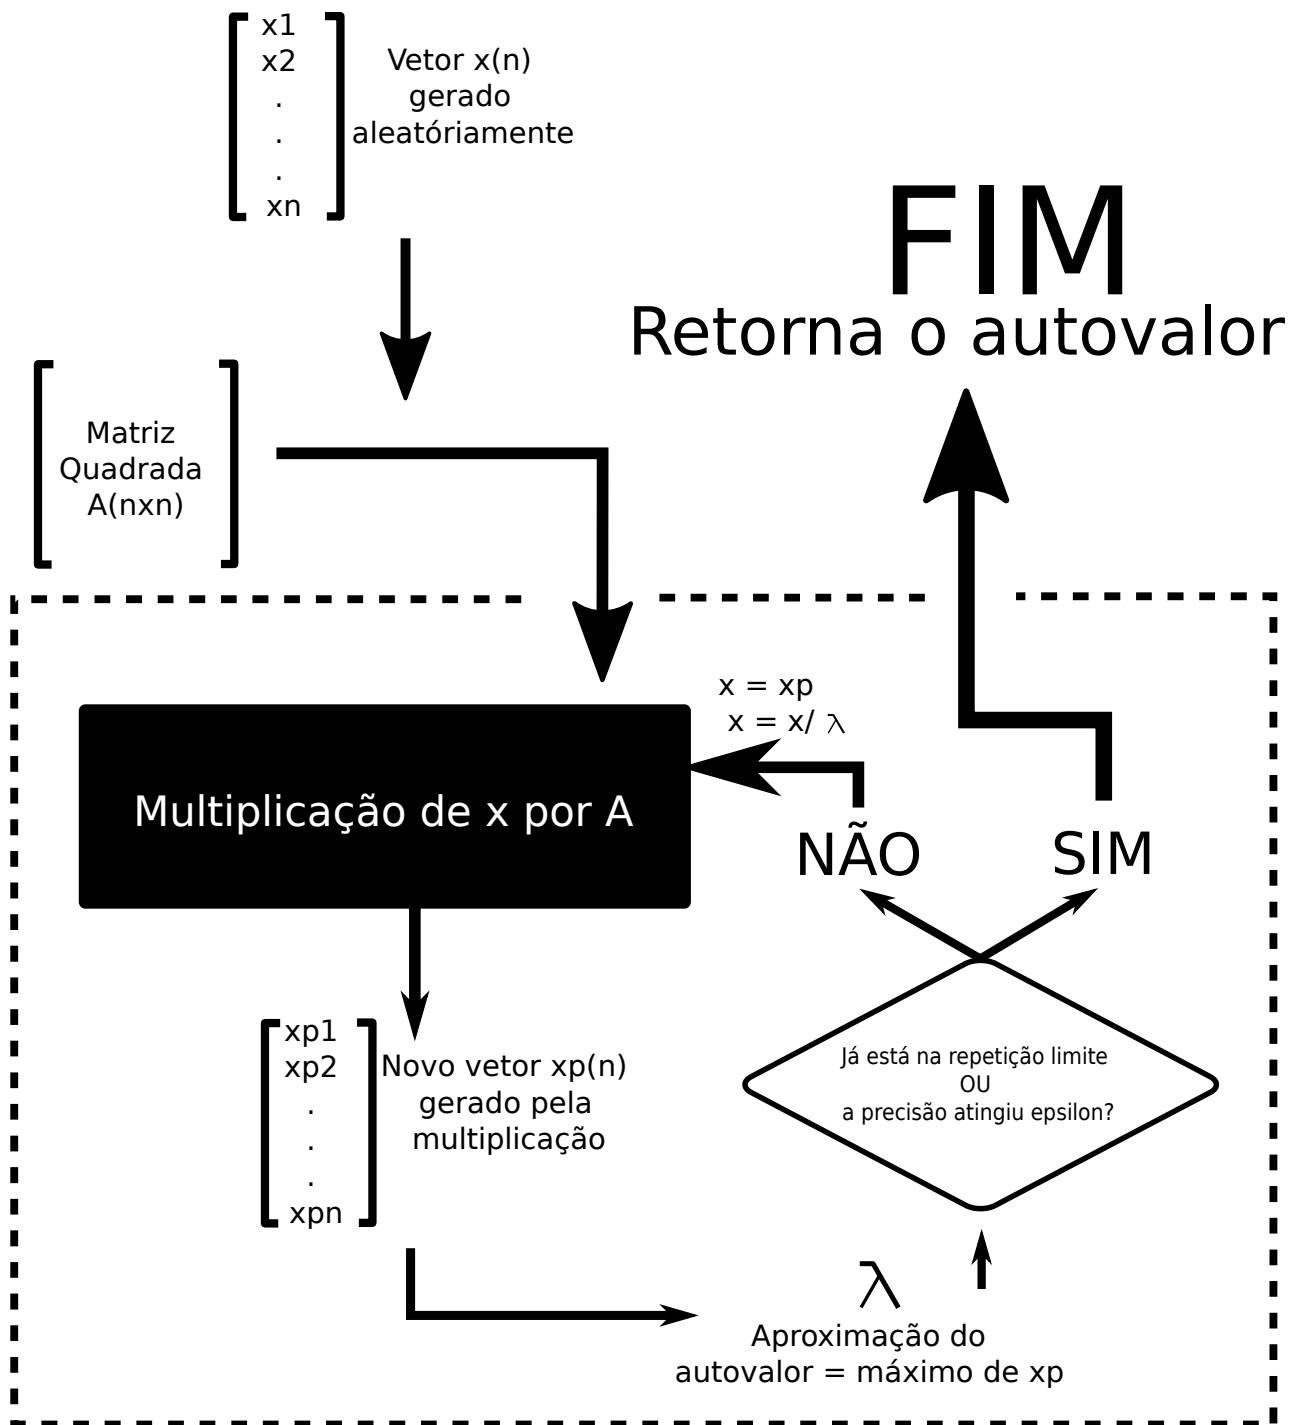 x1
x2
.
.
.
xn
Vetor x(n)
gerado
aleatóriamente
FIM
Retorna o autovalor
Matriz
Quadrada
A(nxn)
x = xp
x = x/ λ
Multiplicação de x por A
NÃO
SIM
xp1
xp2
.
.
.
xpn
Novo vetor xp(n)
gerado pela
multiplicação
Já está na repetição limite
OU
a precisão atingiu epsilon?
λ
Aproximação do
autovalor = máximo de xp